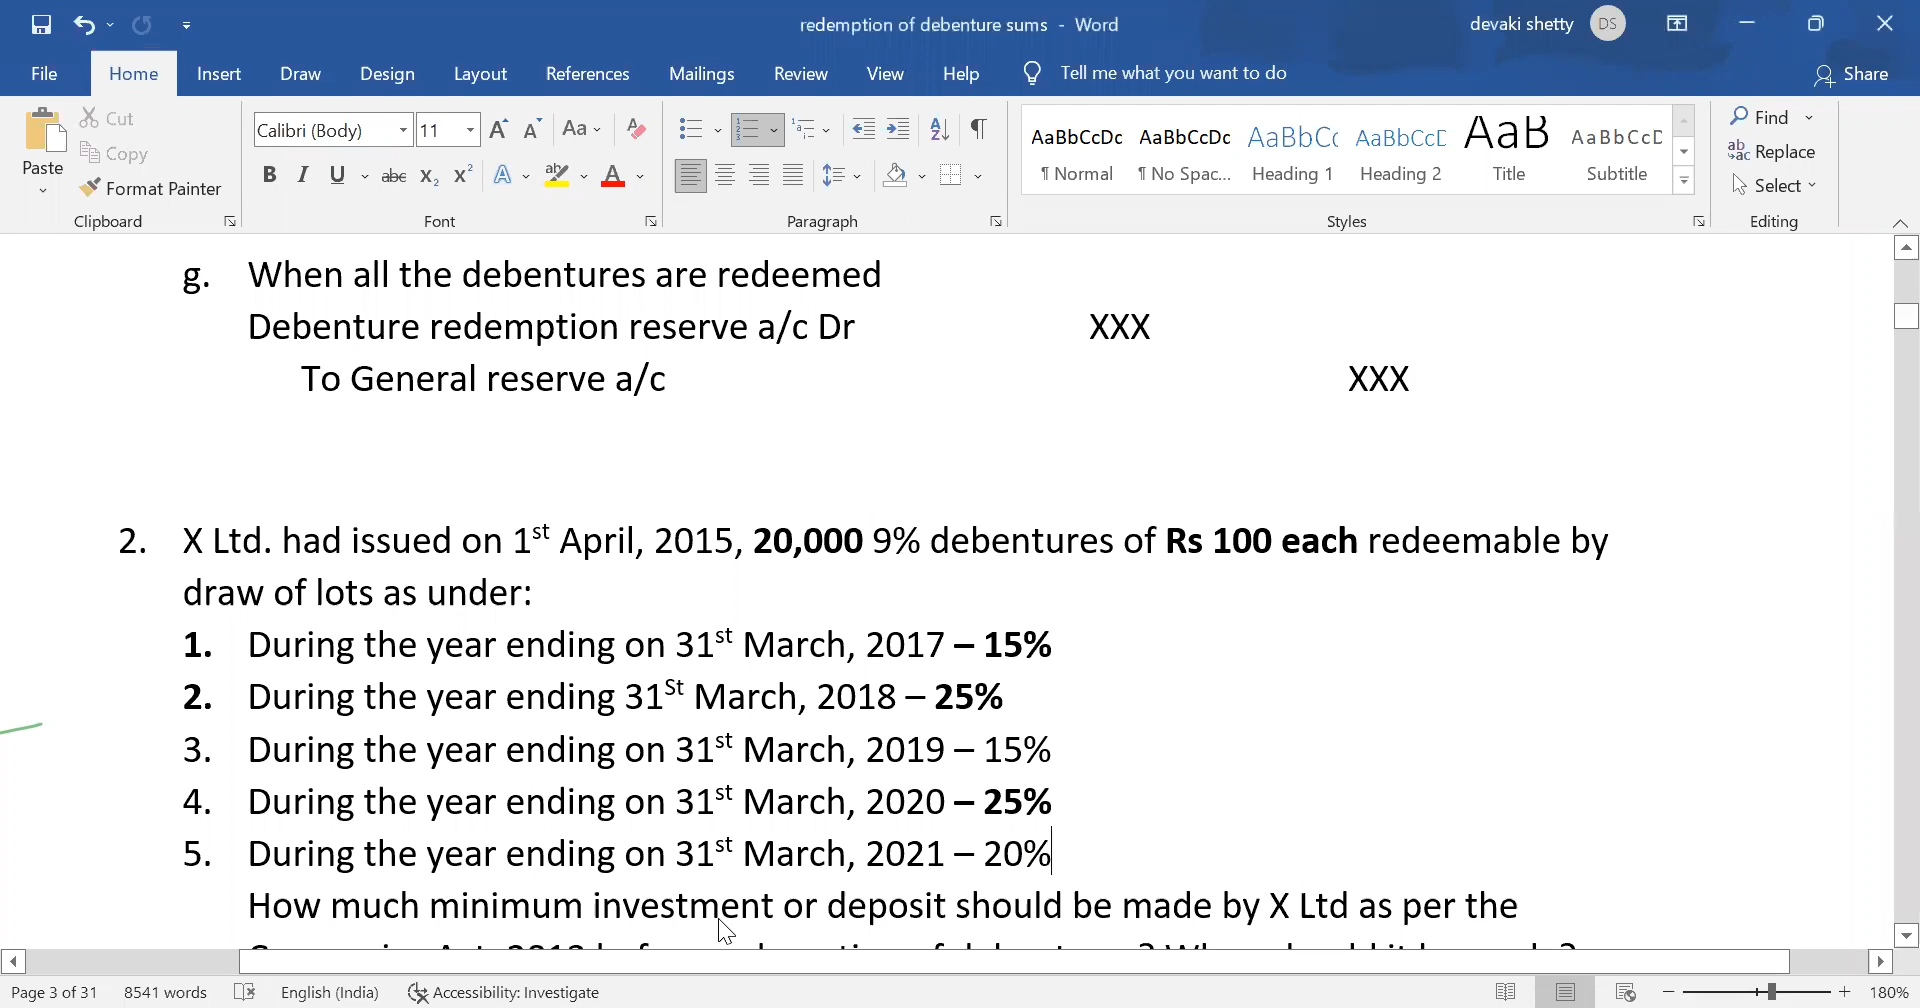 redemption of debenture sums - Word
devaki shetty DS
File Home Insert Draw Design Layout References Mailings Review View Help Tell me what you want to do Share
Paste Cut Copy Format Painter Clipboard
Calibri (Body) 11 Aa
B I U abc X2 X2 A ab A Font
Paragraph
AaBbCcDc AaBbCcDc AaBbCc AaBbCcD AaB AaBbCcD
¶ Normal ¶ No Spac... Heading 1 Heading 2 Title Subtitle
Styles
Find
Replace
Select
Editing
g. When all the debentures are redeemed
Debenture redemption reserve a/c Dr XXX
To General reserve a/c XXX
2. X Ltd. had issued on 1st April, 2015, 20,000 9% debentures of Rs 100 each redeemable by
draw of lots as under:
1. During the year ending on 31st March, 2017 – 15%
2. During the year ending 31St March, 2018 – 25%
3. During the year ending on 31st March, 2019 – 15%
4. During the year ending on 31st March, 2020 – 25%
5. During the year ending on 31st March, 2021 – 20%
How much minimum investment or deposit should be made by X Ltd as per the
Page 3 of 31 8541 words English (India) Accessibility: Investigate 180%